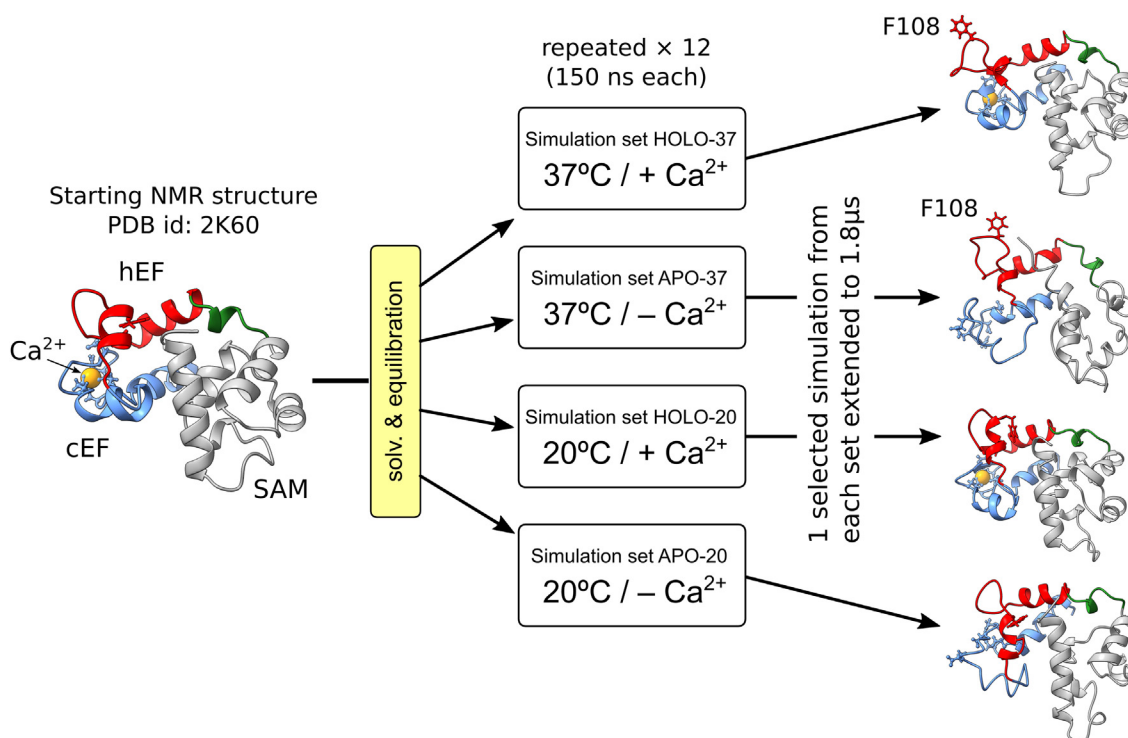 Starting NMR structure
PDB id: 2K60
hEF
Ca²⁺
cEF
SAM
solv. & equilibration
repeated × 12
(150 ns each)
Simulation set HOLO-37
37ºC / + Ca²⁺
Simulation set APO-37
37ºC / – Ca²⁺
Simulation set HOLO-20
20ºC / + Ca²⁺
Simulation set APO-20
20ºC / – Ca²⁺
1 selected simulation from
each set extended to 1.8µs
F108
F108